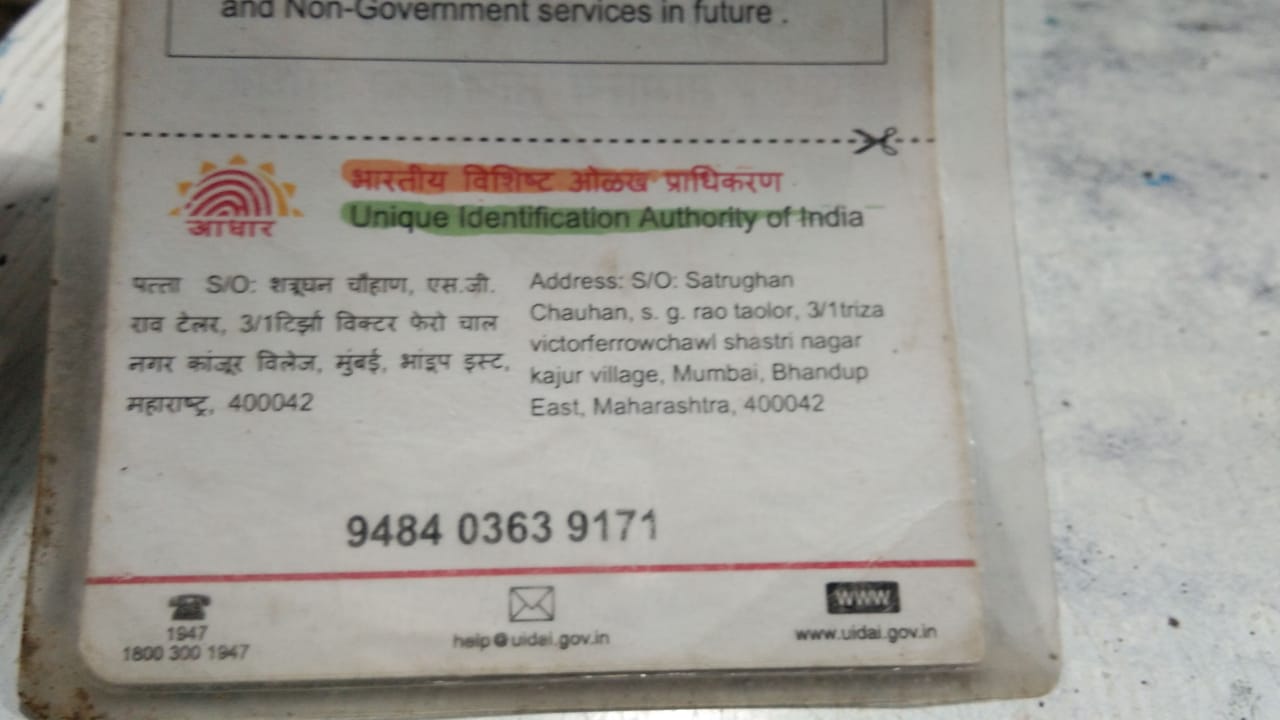 and Non-Government services in future .
आधार
भारतीय विशिष्ट ओळख प्राधिकरण
Unique Identification Authority of India
पत्ता S/O: शत्रूघन चौहाण, एस.जी.
राव टेलर, 3/1टिर्झा विक्टर फेरो चाल
नगर कांजूर विलेज, मुंबई, भांडूप इस्ट,
महाराष्ट्र, 400042
Address: S/O: Satrughan
Chauhan, s. g. rao taolor, 3/1triza
victorferrowchawl shastri nagar
kajur village, Mumbai, Bhandup
East, Maharashtra, 400042
9484 0363 9171
1947
1800 300 1947
help@uidai.gov.in
www
www.uidai.gov.in